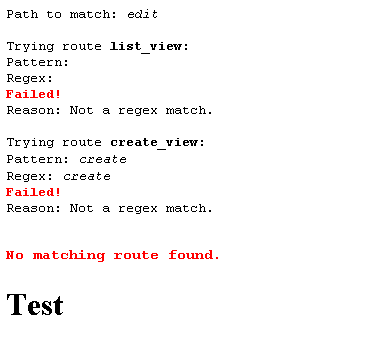 Path to match: edit
Trying route list_view:
Pattern:
Regex:
Failed!
Reason: Not a regex match.
Trying route create_view:
Pattern: create
Regex: create
Failed!
Reason: Not a regex match.
No matching route found.
Test